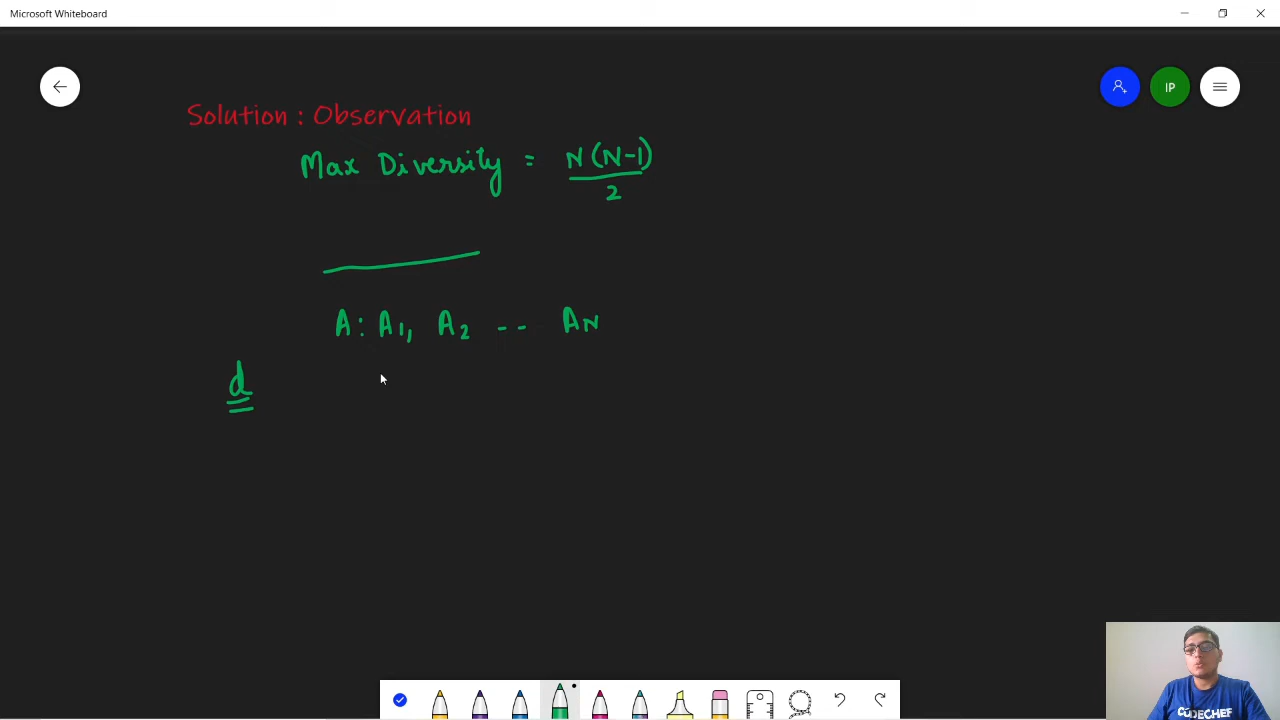 Microsoft Whiteboard
IP
Solution : Observation
Max Diversity = N(N-1)
2
A: A1, A2 -- AN
d
CODECHEF